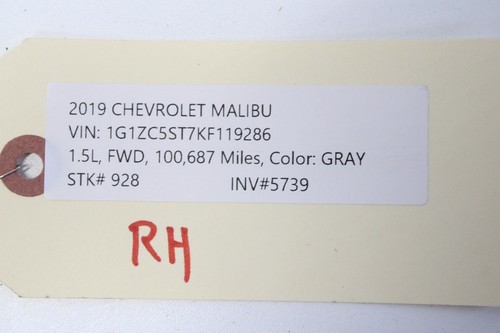 2019 CHEVROLET MALIBU
VIN: 1G1ZC5ST7KF119286
1.5L, FWD, 100,687 Miles, Color: GRAY
STK# 928 INV#5739
RH